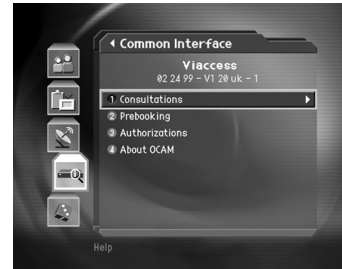 Common Interface
Viaccess
02 24 99 - V1 20 uk - 1
1 Consultations
2 Prebooking
3 Authorizations
4 About OCAM
Help